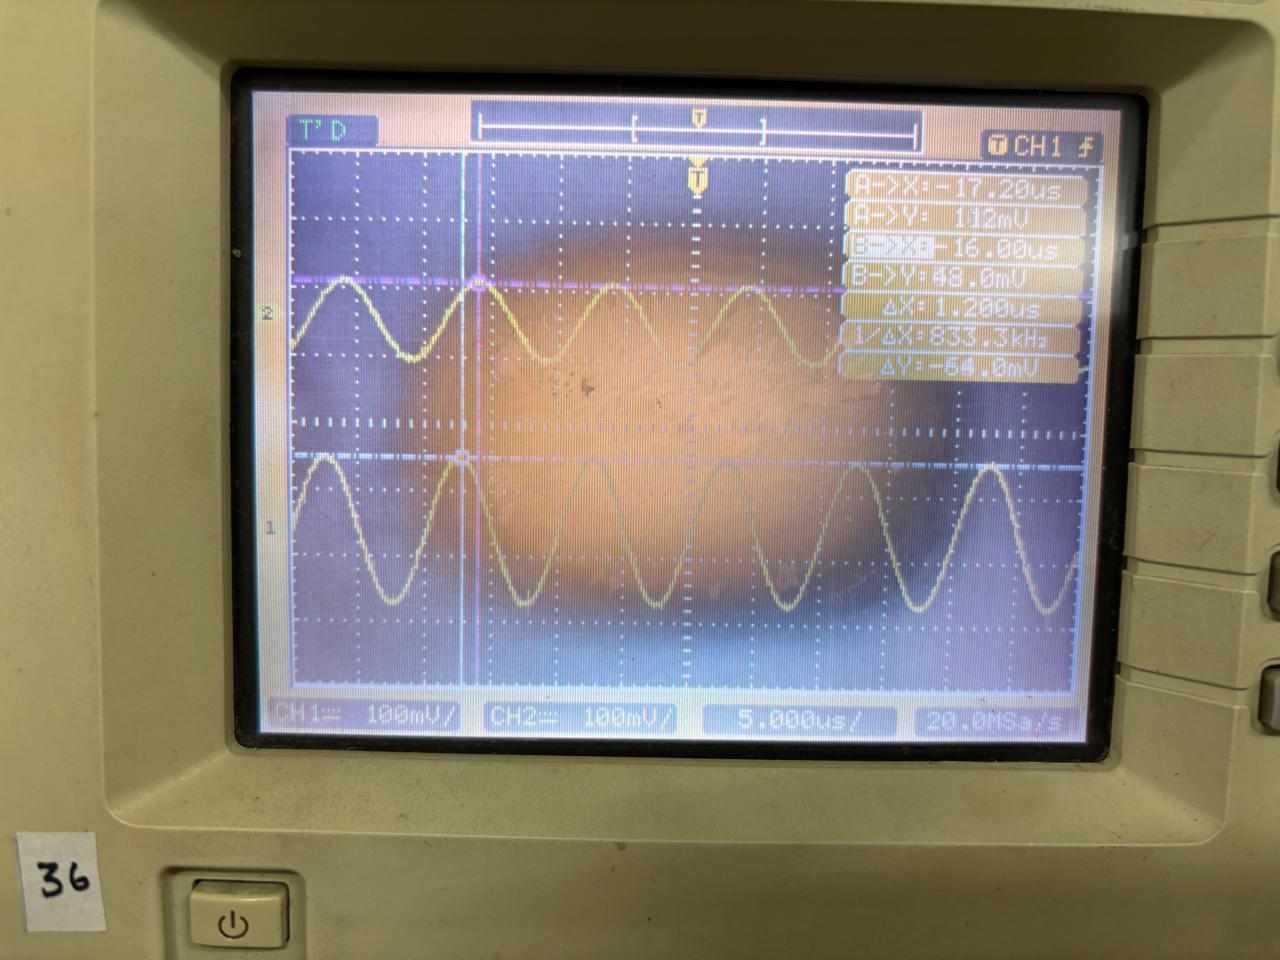 T'D
T
T CH1
T
A->X:-17.20us
A->Y: 112mV
B->X:-16.00us
B->Y:48.0mV
ΔX:1.200us
1/ΔX:833.3kHz
ΔY:-64.0mV
2
1
CH1 100mV/ CH2 100mV/ 5.000us/ 20.0MSa/s
36